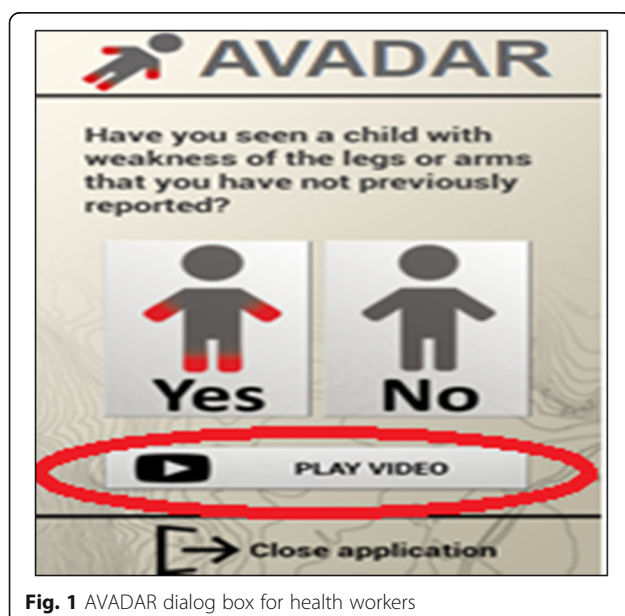 AVADAR
Have you seen a child with
weakness of the legs or arms
that you have not previously
reported?
Yes No
PLAY VIDEO
Close application
Fig. 1 AVADAR dialog box for health workers